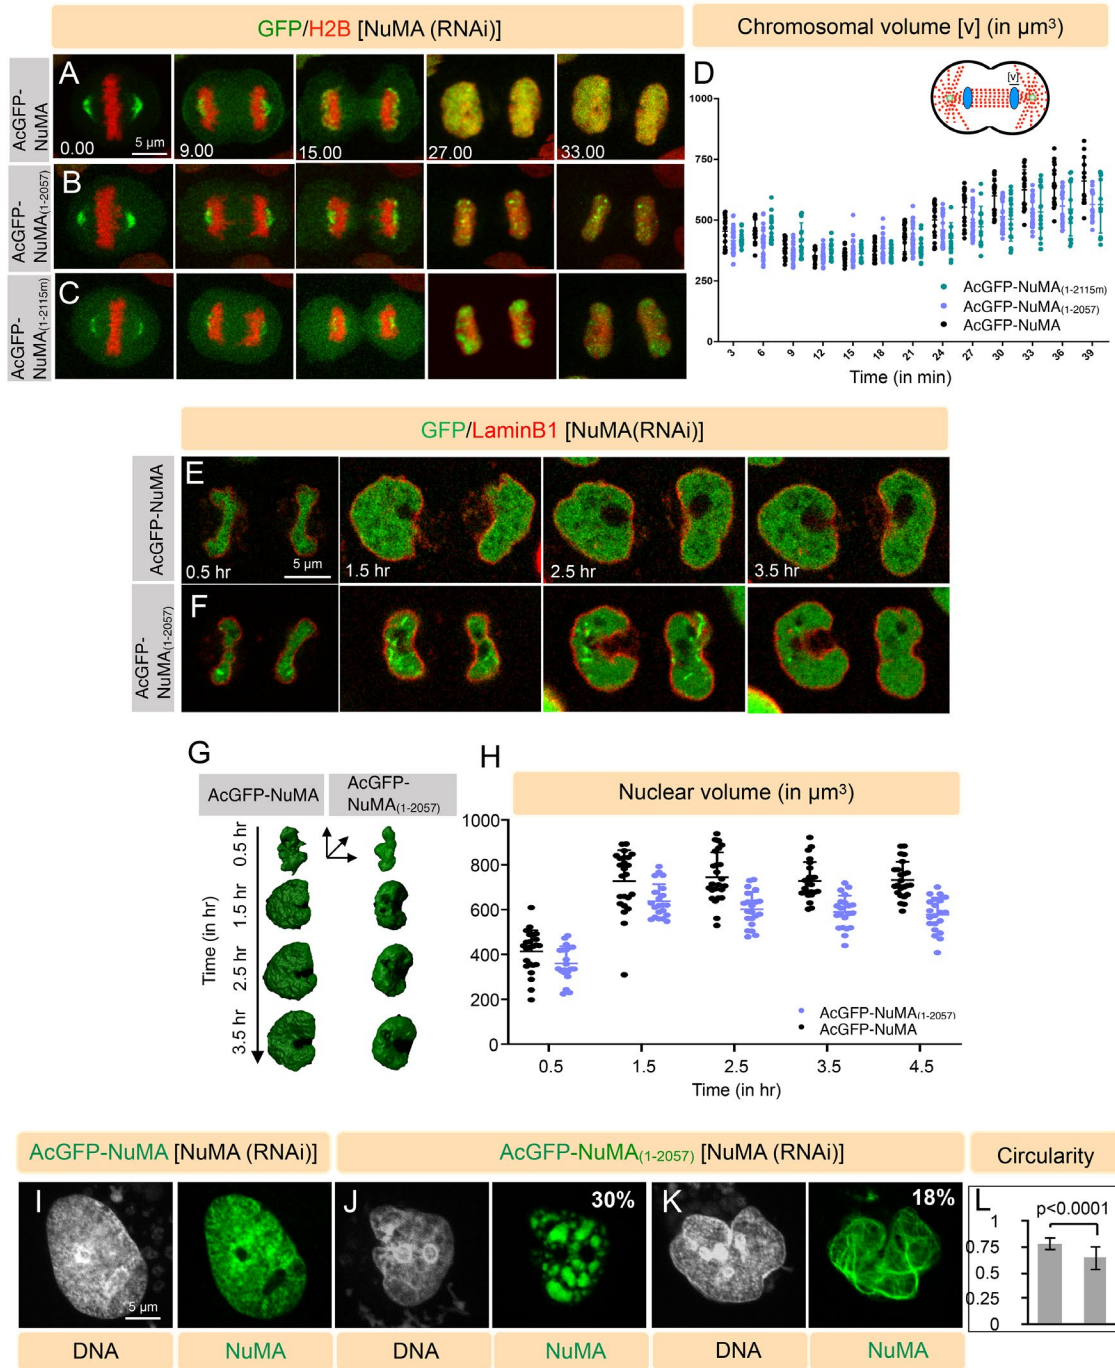 GFP/H2B [NuMA (RNAi)]
Chromosomal volume [v] (in µm³)
AcGFP-
NuMA
A
0.00
5 µm
9.00
15.00
27.00
33.00
AcGFP-
NuMA(1-2057)
B
AcGFP-
NuMA(1-2115m)
C
D
[v]
1000
750
500
250
0
AcGFP-NuMA(1-2115m)
AcGFP-NuMA(1-2057)
AcGFP-NuMA
3 6 9 12 15 18 21 24 27 30 33 36 39
Time (in min)
GFP/LaminB1 [NuMA(RNAi)]
AcGFP-NuMA
E
0.5 hr
5 µm
1.5 hr
2.5 hr
3.5 hr
AcGFP-
NuMA(1-2057)
F
G
AcGFP-NuMA
AcGFP-
NuMA(1-2057)
Time (in hr)
0.5 hr
1.5 hr
2.5 hr
3.5 hr
H
Nuclear volume (in µm³)
1000
800
600
400
200
0
AcGFP-NuMA(1-2057)
AcGFP-NuMA
0.5 1.5 2.5 3.5 4.5
Time (in hr)
AcGFP-NuMA [NuMA (RNAi)]
AcGFP-NuMA(1-2057) [NuMA (RNAi)]
Circularity
I
5 µm
J
30%
K
18%
L
p<0.0001
1
0.75
0.5
0.25
0
DNA
NuMA
DNA
NuMA
DNA
NuMA